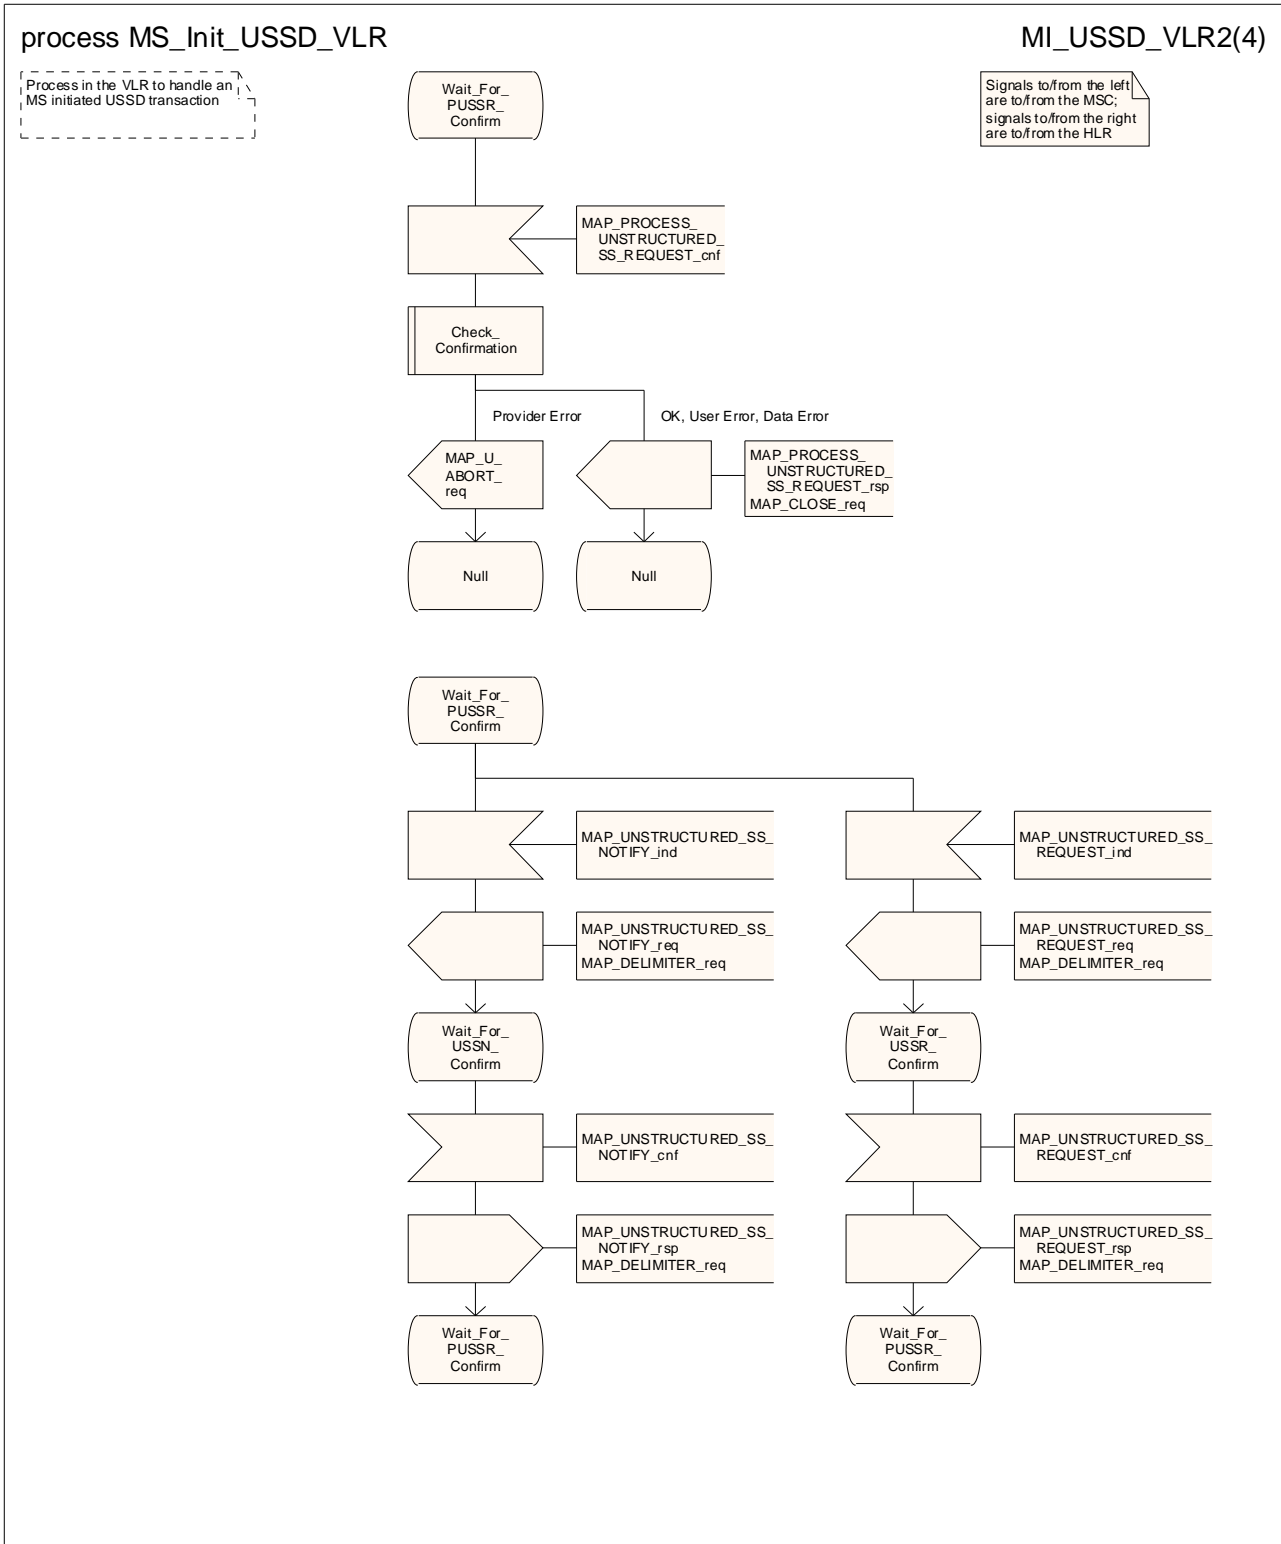 process MS_Init_USSD_VLR
MI_USSD_VLR2(4)
Process in the VLR to handle an
MS initiated USSD transaction
Wait_For_
PUSSR_
Confirm
Signals to/from the left
are to/from the MSC;
signals to/from the right
are to/from the HLR
MAP_PROCESS_
UNSTRUCTURED_
SS_REQUEST_cnf
Check_
Confirmation
Provider Error
OK, User Error, Data Error
MAP_U_
ABORT_
req
MAP_PROCESS_
UNSTRUCTURED_
SS_REQUEST_rsp
MAP_CLOSE_req
Null
Null
Wait_For_
PUSSR_
Confirm
MAP_UNSTRUCTURED_SS_
NOTIFY_ind
MAP_UNSTRUCTURED_SS_
REQUEST_ind
MAP_UNSTRUCTURED_SS_
NOTIFY_req
MAP_DELIMITER_req
MAP_UNSTRUCTURED_SS_
REQUEST_req
MAP_DELIMITER_req
Wait_For_
USSN_
Confirm
Wait_For_
USSR_
Confirm
MAP_UNSTRUCTURED_SS_
NOTIFY_cnf
MAP_UNSTRUCTURED_SS_
REQUEST_cnf
MAP_UNSTRUCTURED_SS_
NOTIFY_rsp
MAP_DELIMITER_req
MAP_UNSTRUCTURED_SS_
REQUEST_rsp
MAP_DELIMITER_req
Wait_For_
PUSSR_
Confirm
Wait_For_
PUSSR_
Confirm